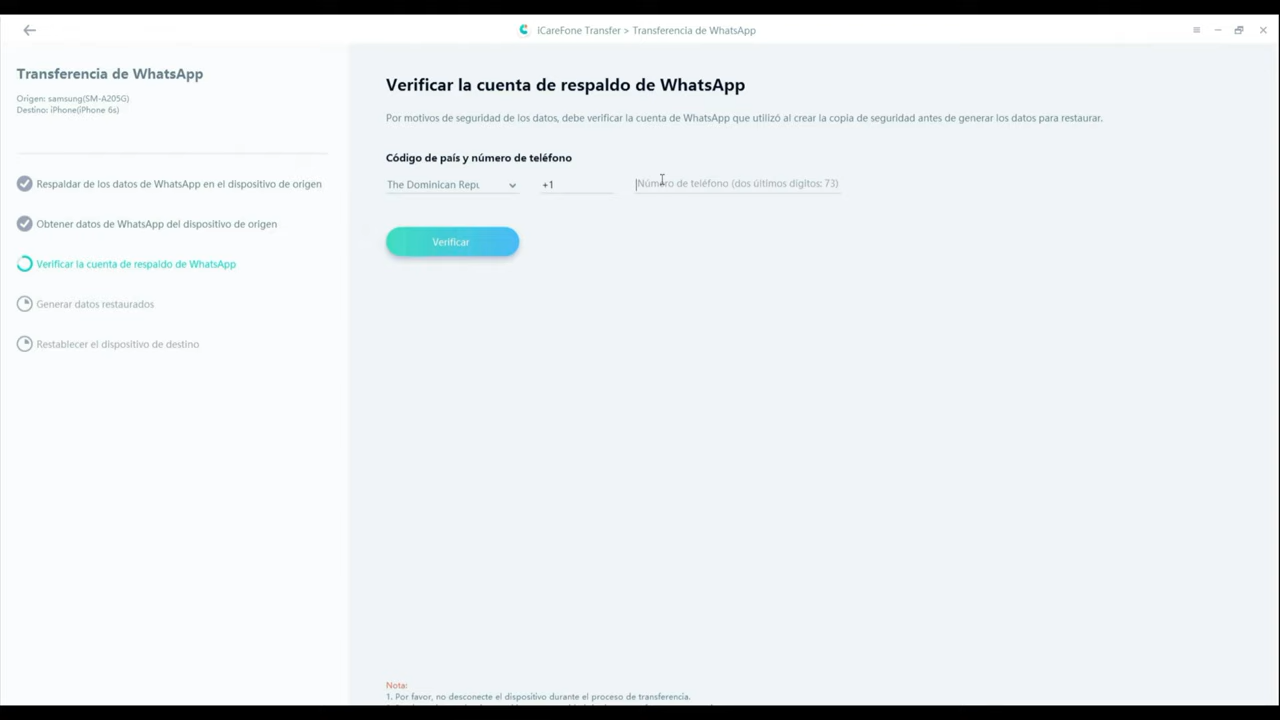 iCareFone Transfer > Transferencia de WhatsApp
Transferencia de WhatsApp
Origen: samsung(SM-A205G)
Destino: iPhone(iPhone 6s)
Respaldar de los datos de WhatsApp en el dispositivo de origen
Obtener datos de WhatsApp del dispositivo de origen
Verificar la cuenta de respaldo de WhatsApp
Generar datos restaurados
Restablecer el dispositivo de destino
Verificar la cuenta de respaldo de WhatsApp
Por motivos de seguridad de los datos, debe verificar la cuenta de WhatsApp que utilizó al crear la copia de seguridad antes de generar los datos para restaurar.
Código de país y número de teléfono
The Dominican Repu +1 Número de teléfono (dos últimos digitos: 73)
Verificar
Nota:
1. Por favor, no desconecte el dispositivo durante el proceso de transferencia.